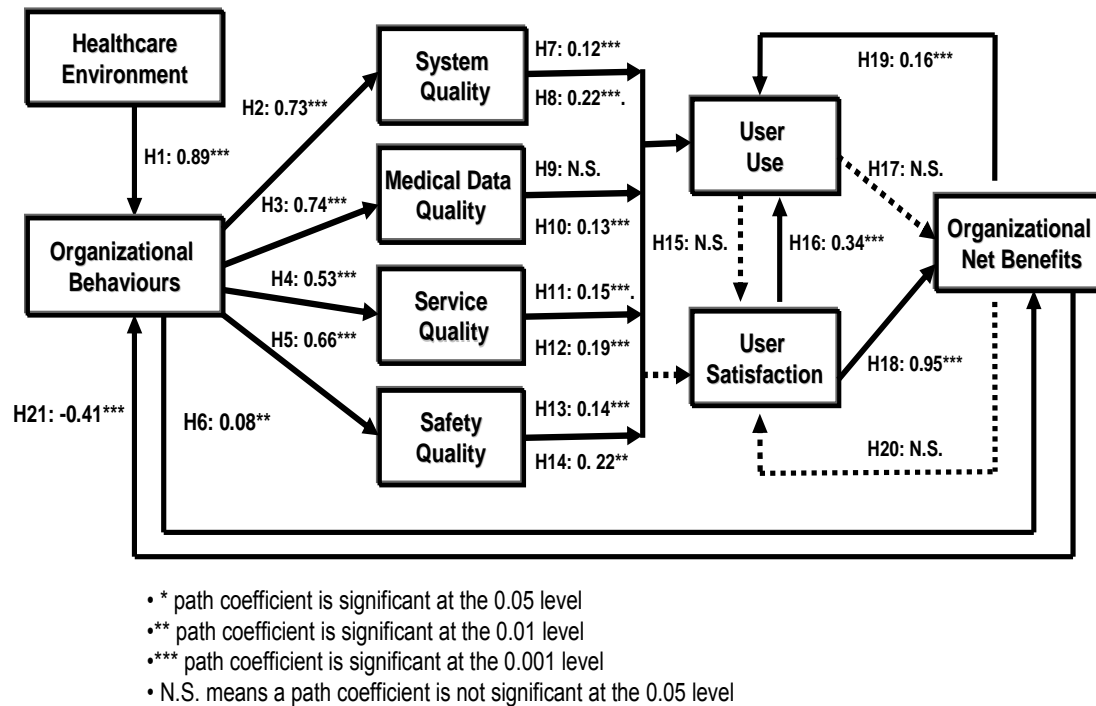 Healthcare
Environment
H1: 0.89***
Organizational
Behaviours
H2: 0.73***
H3: 0.74***
H4: 0.53***
H5: 0.66***
H21: -0.41***
H6: 0.08**
System
Quality
Medical Data
Quality
Service
Quality
Safety
Quality
H7: 0.12***
H8: 0.22***.
H9: N.S.
H10: 0.13***
H11: 0.15***.
H12: 0.19***
H13: 0.14***
H14: 0. 22**
User
Use
H15: N.S.
H16: 0.34***
User
Satisfaction
H19: 0.16***
H17: N.S.
Organizational
Net Benefits
H18: 0.95***
H20: N.S.
• * path coefficient is significant at the 0.05 level
•** path coefficient is significant at the 0.01 level
•*** path coefficient is significant at the 0.001 level
• N.S. means a path coefficient is not significant at the 0.05 level